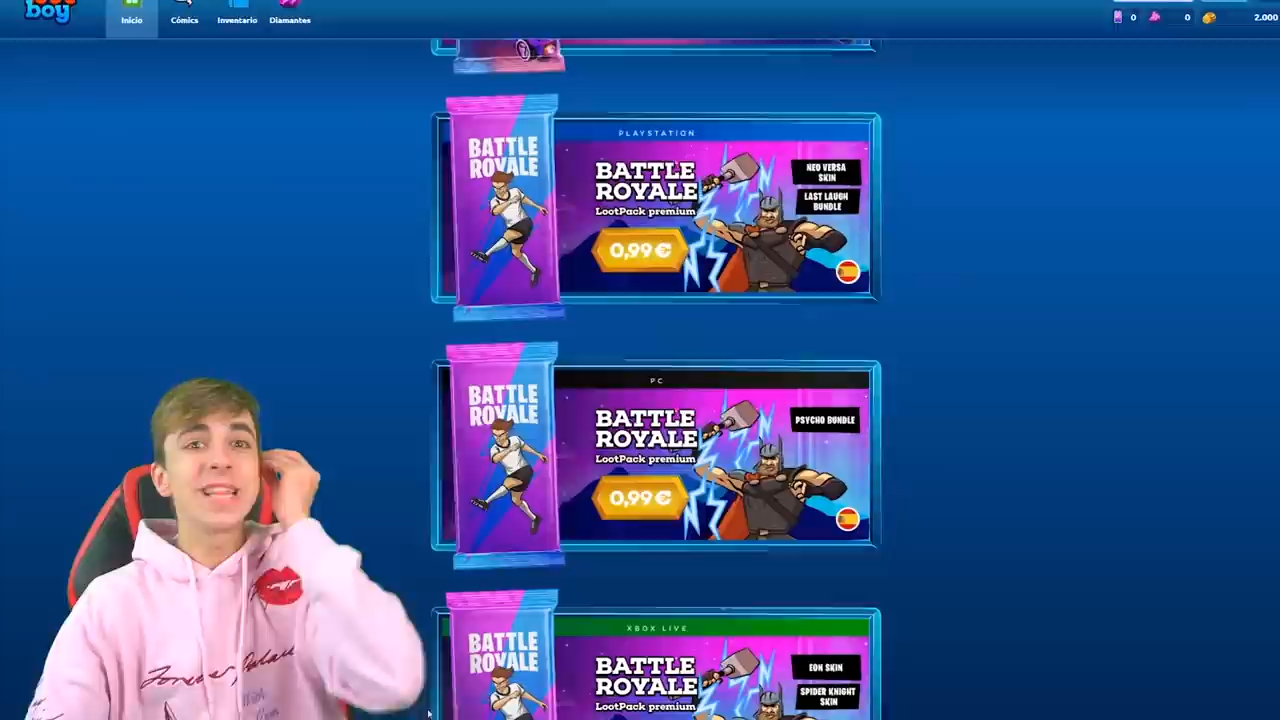 boy
Inicio
Cómics
Inventario
Diamantes
0
0
2.000
PLAYSTATION
BATTLE
ROYALE
BATTLE
ROYALE
LootPack premium
0,99 €
NEO VERSA
SKIN
LAST LAUGH
BUNDLE
PC
BATTLE
ROYALE
BATTLE
ROYALE
LootPack premium
0,99 €
PSYCHO BUNDLE
XBOX LIVE
BATTLE
ROYALE
BATTLE
ROYALE
LootPack premium
EON SKIN
SPIDER KNIGHT
SKIN